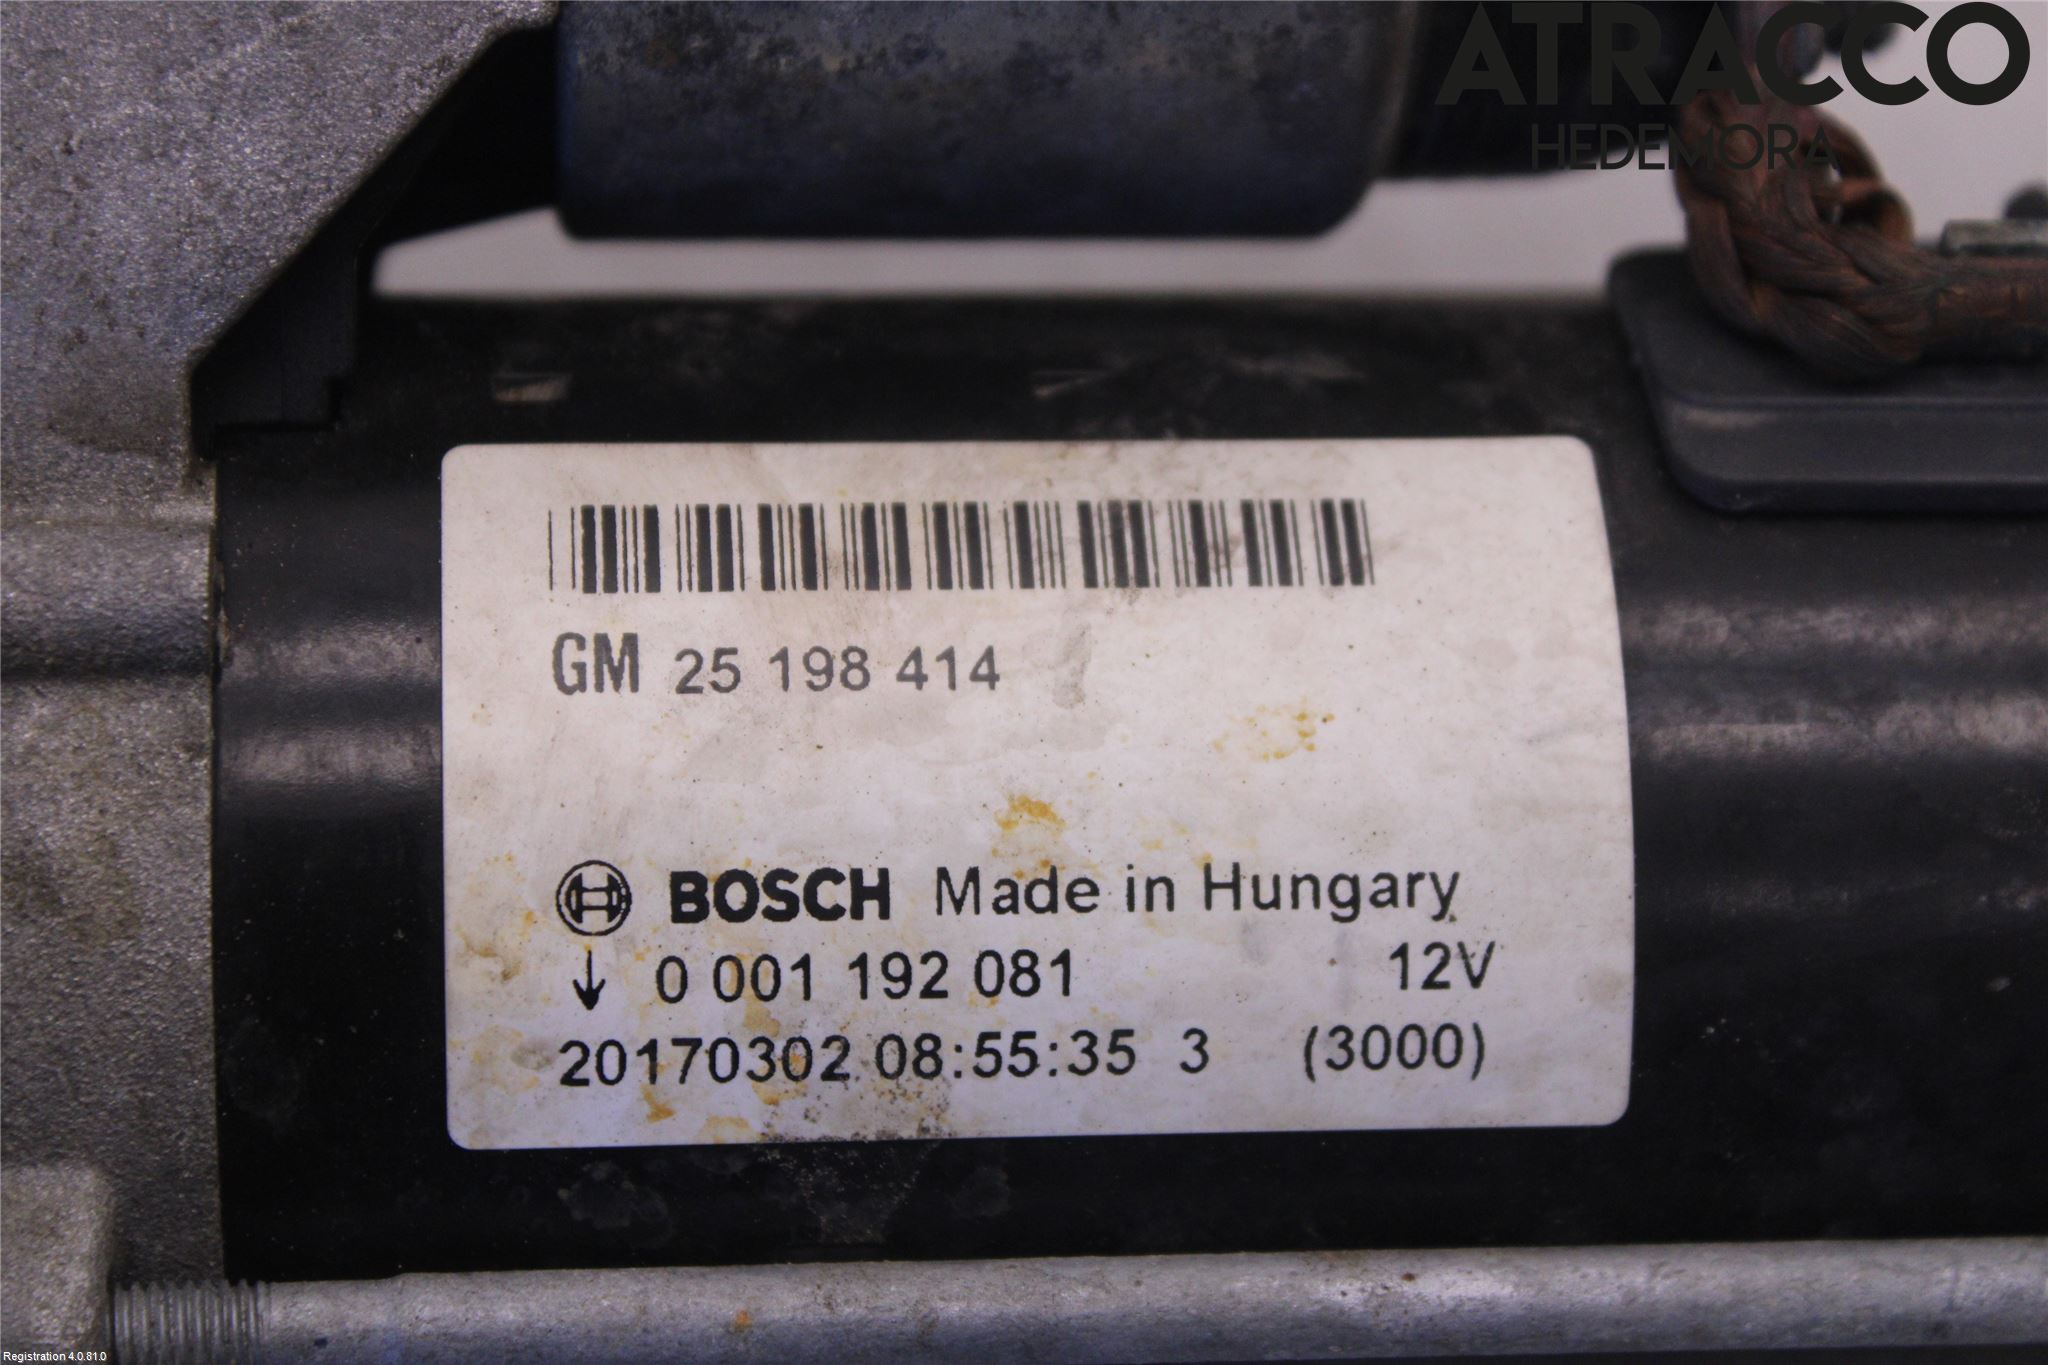 ATRACCO
HEDEMORA
GM 25 198 414
BOSCH Made in Hungary
↓ 0 001 192 081 12V
20170302 08:55:35 3 (3000)
Registration 4.0.81.0